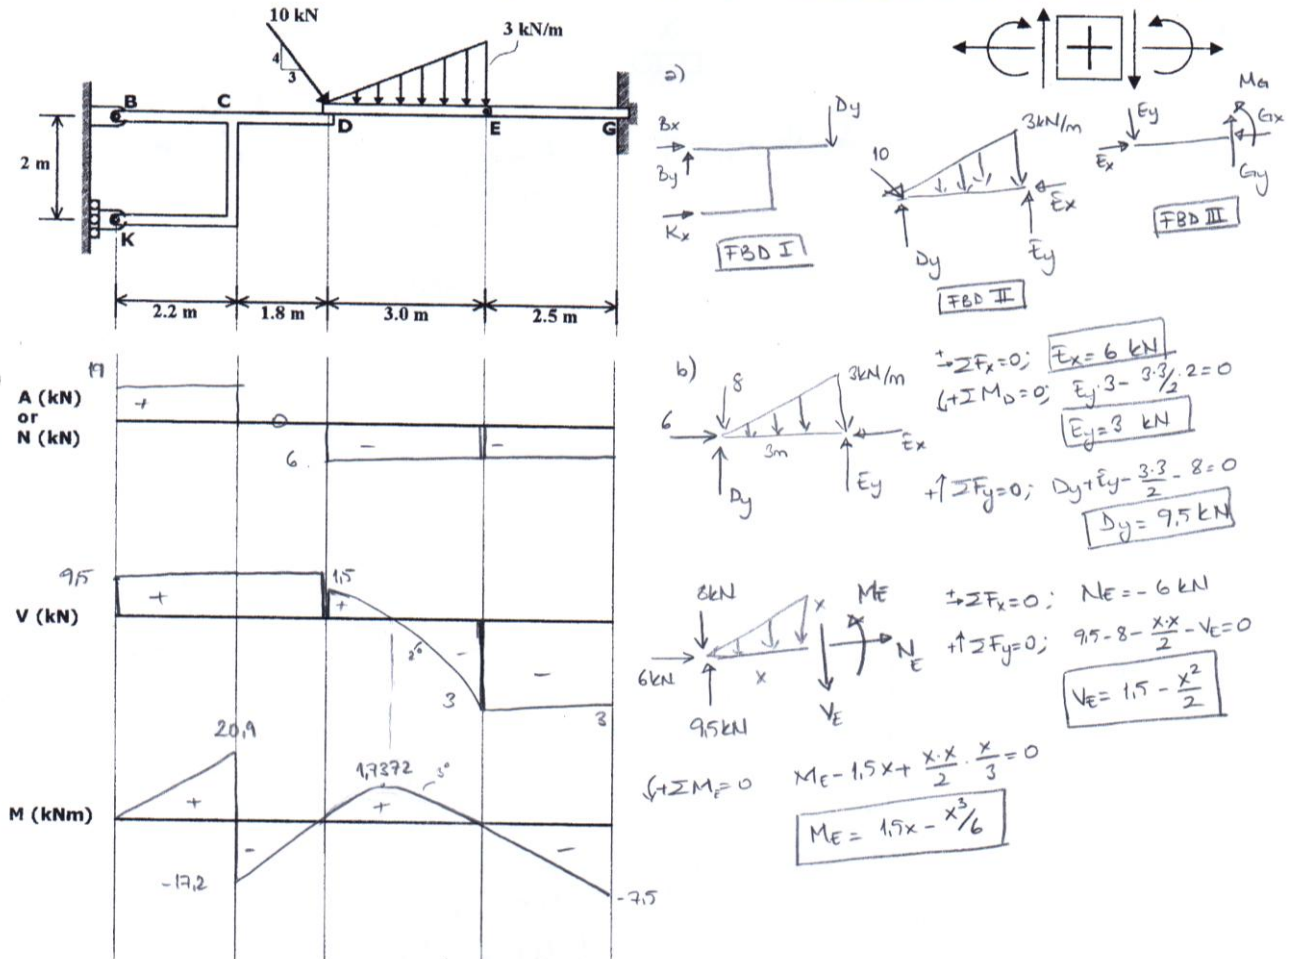 10 kN
3 kN/m
4
3
B
C
D
E
G
2 m
K
2.2 m
1.8 m
3.0 m
2.5 m
a)
Bx
By
Dy
Kx
FBD I
10
3kN/m
Dy
Ey
Ex
FBD II
Ey
Ex
MG
Gx
Gy
FBD III
19
A (kN)
or
N (kN)
+
0
6
-
-
9,5
V (kN)
+
1,5
+
2°
-
3
-
3
20,9
M (kNm)
+
-17,2
-
1,7372
+
3°
-
-7,5
b)
6
8
3kN/m
3m
Dy
Ey
Ex
+→ΣFx=0; Ex = 6 kN
(+ΣMD=0; Ey·3 - 3·3/2·2=0
Ey=3 kN
+↑ΣFy=0; Dy+Ey-3·3/2-8=0
Dy= 9,5 kN
8kN
x
ME
6kN
x
NE
VE
9,5kN
+→ΣFx=0; NE=-6 kN
+↑ΣFy=0; 9,5-8-x·x/2-VE=0
VE = 1,5 - x²/2
(+ΣME=0 ME-1,5x+x·x/2·x/3=0
ME = 1,5x - x³/6